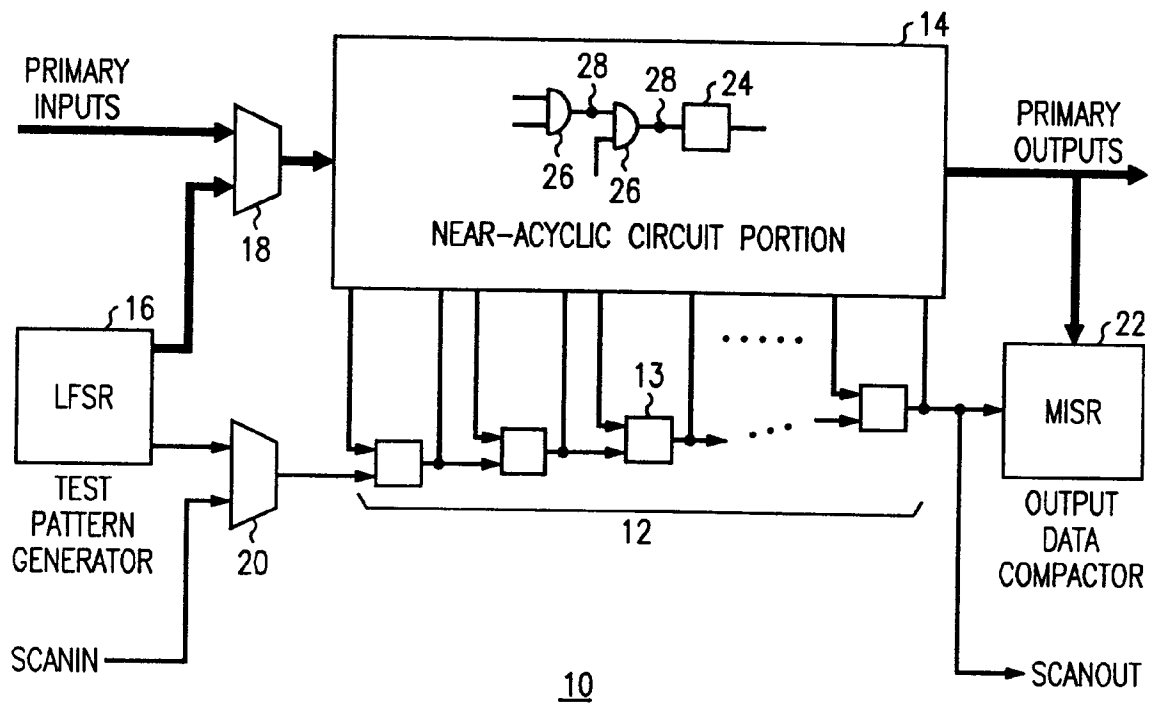 14
PRIMARY
INPUTS
28
28
24
PRIMARY
OUTPUTS
26
26
18
NEAR-ACYCLIC CIRCUIT PORTION
16
LFSR
TEST
PATTERN
GENERATOR
13
22
MISR
OUTPUT
DATA
COMPACTOR
20
12
SCANIN
SCANOUT
10